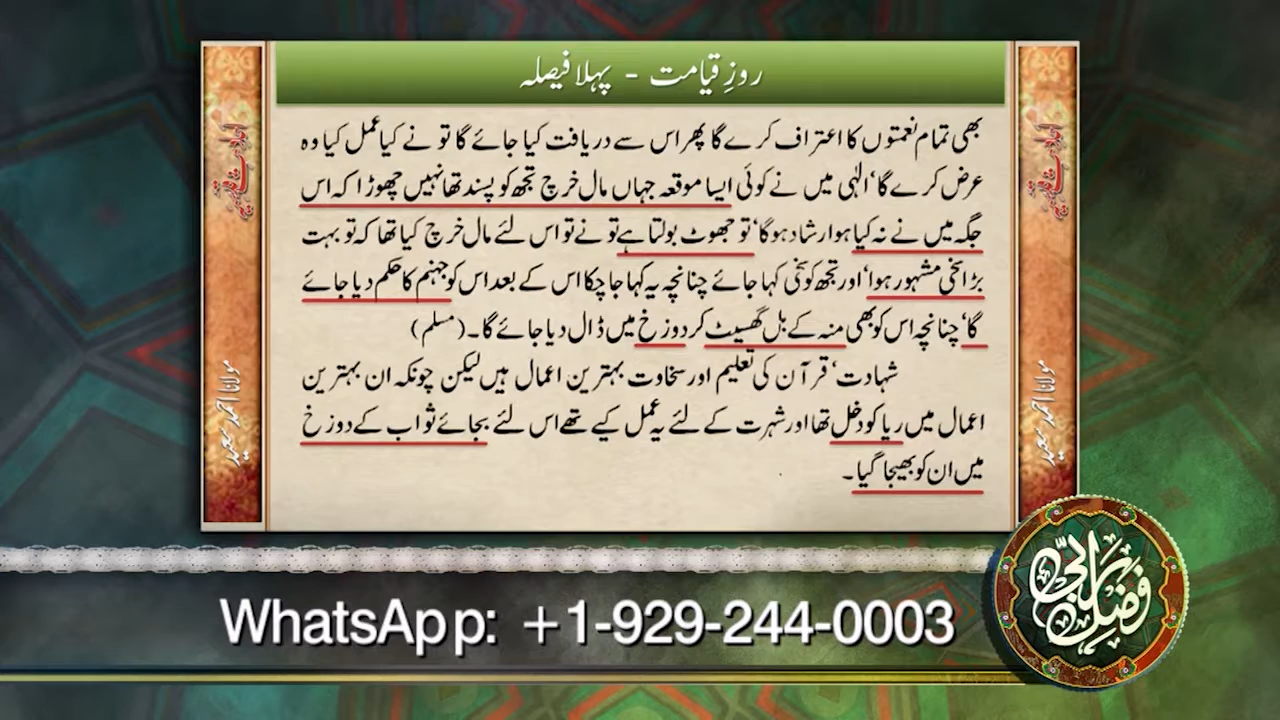 روزِ قیامت - پہلا فیصلہ
بھی تمام نعمتوں کا اعتراف کرے گا پھر اس سے دریافت کیا جائے گا تو نے کیا عمل کیا وہ
عرض کرے گا‘ الٰہی میں نے کوئی ایسا موقعہ جہاں مال خرچ تجھ کو پسند تھا نہیں چھوڑا کہ اس
جگہ میں نے نہ کیا ہو ارشاد ہوگا‘ تو جھوٹ بولتا ہے تو نے تو اس لئے مال خرچ کیا تھا کہ تو بہت
بڑا سخی مشہور ہوا‘ اور تجھ کو سخی کہا جائے چنانچہ یہ کہا جا چکا اس کے بعد اس کو جہنم کا حکم دیا جائے
گا‘ چنانچہ اس کو بھی منہ کے بل گھسیٹ کر دوزخ میں ڈال دیا جائے گا۔ (مسلم)
شہادت‘ قرآن کی تعلیم اور سخاوت بہترین اعمال ہیں لیکن چونکہ ان بہترین
اعمال میں ریا کو دخل تھا اور شہرت کے لئے یہ عمل کیے تھے اس لئے بجائے ثواب کے دوزخ
میں ان کو بھیجا گیا۔
مولانا احمد سعید
مولانا احمد سعید
WhatsApp: +1-929-244-0003
فضل ربی